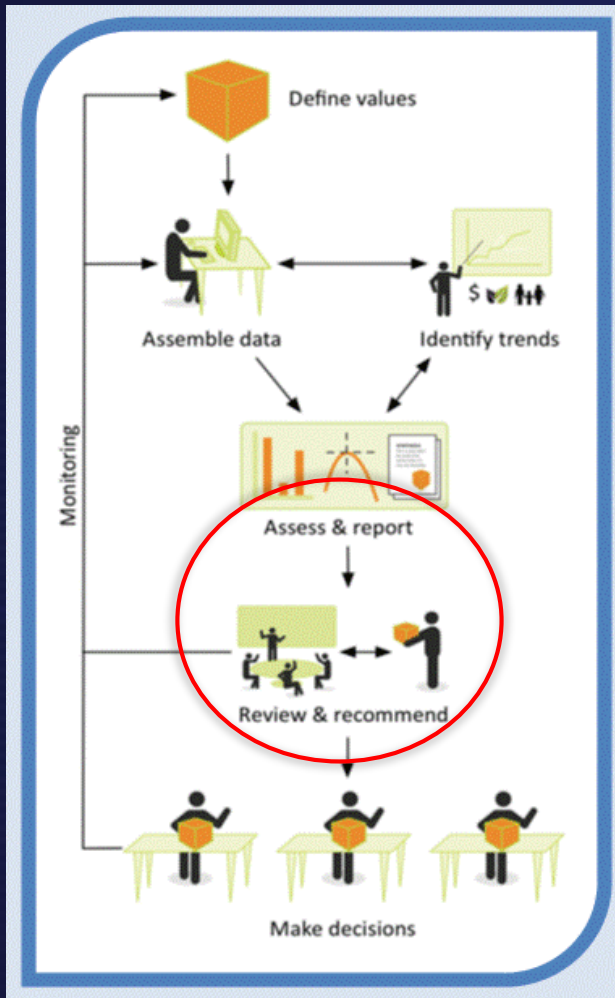 Define values
Assemble data
Identify trends
$
Monitoring
Assess & report
Review & recommend
Make decisions